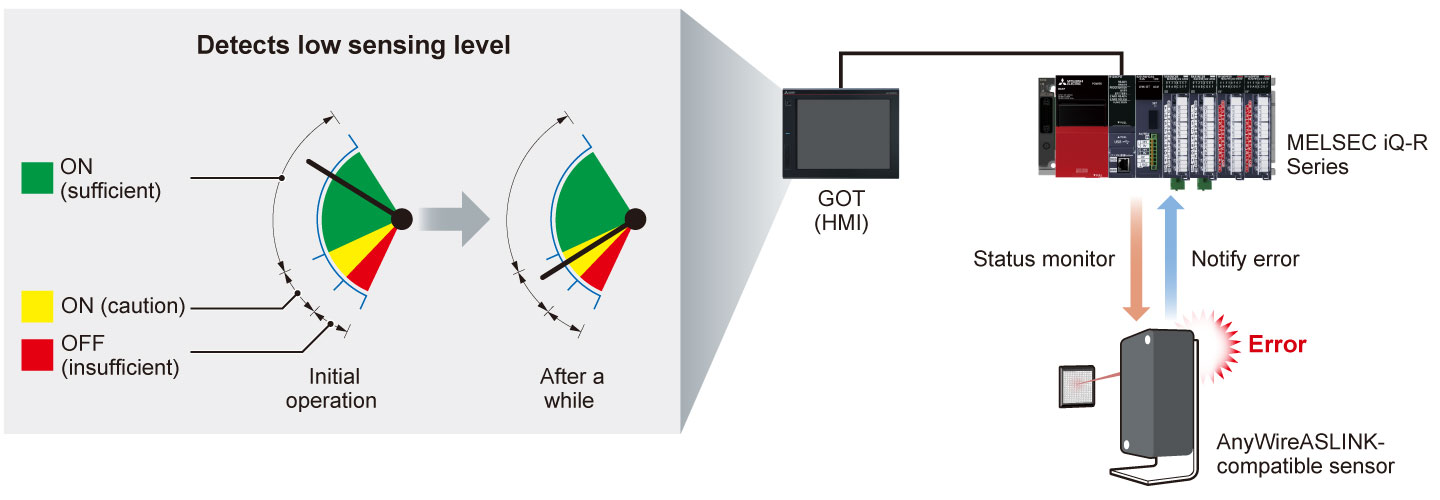 Detects low sensing level
ON
(sufficient)
ON (caution)
OFF
(insufficient)
Initial
operation
After a
while
GOT
(HMI)
MELSEC iQ-R
Series
Status monitor
Notify error
Error
AnyWireASLINK-
compatible sensor